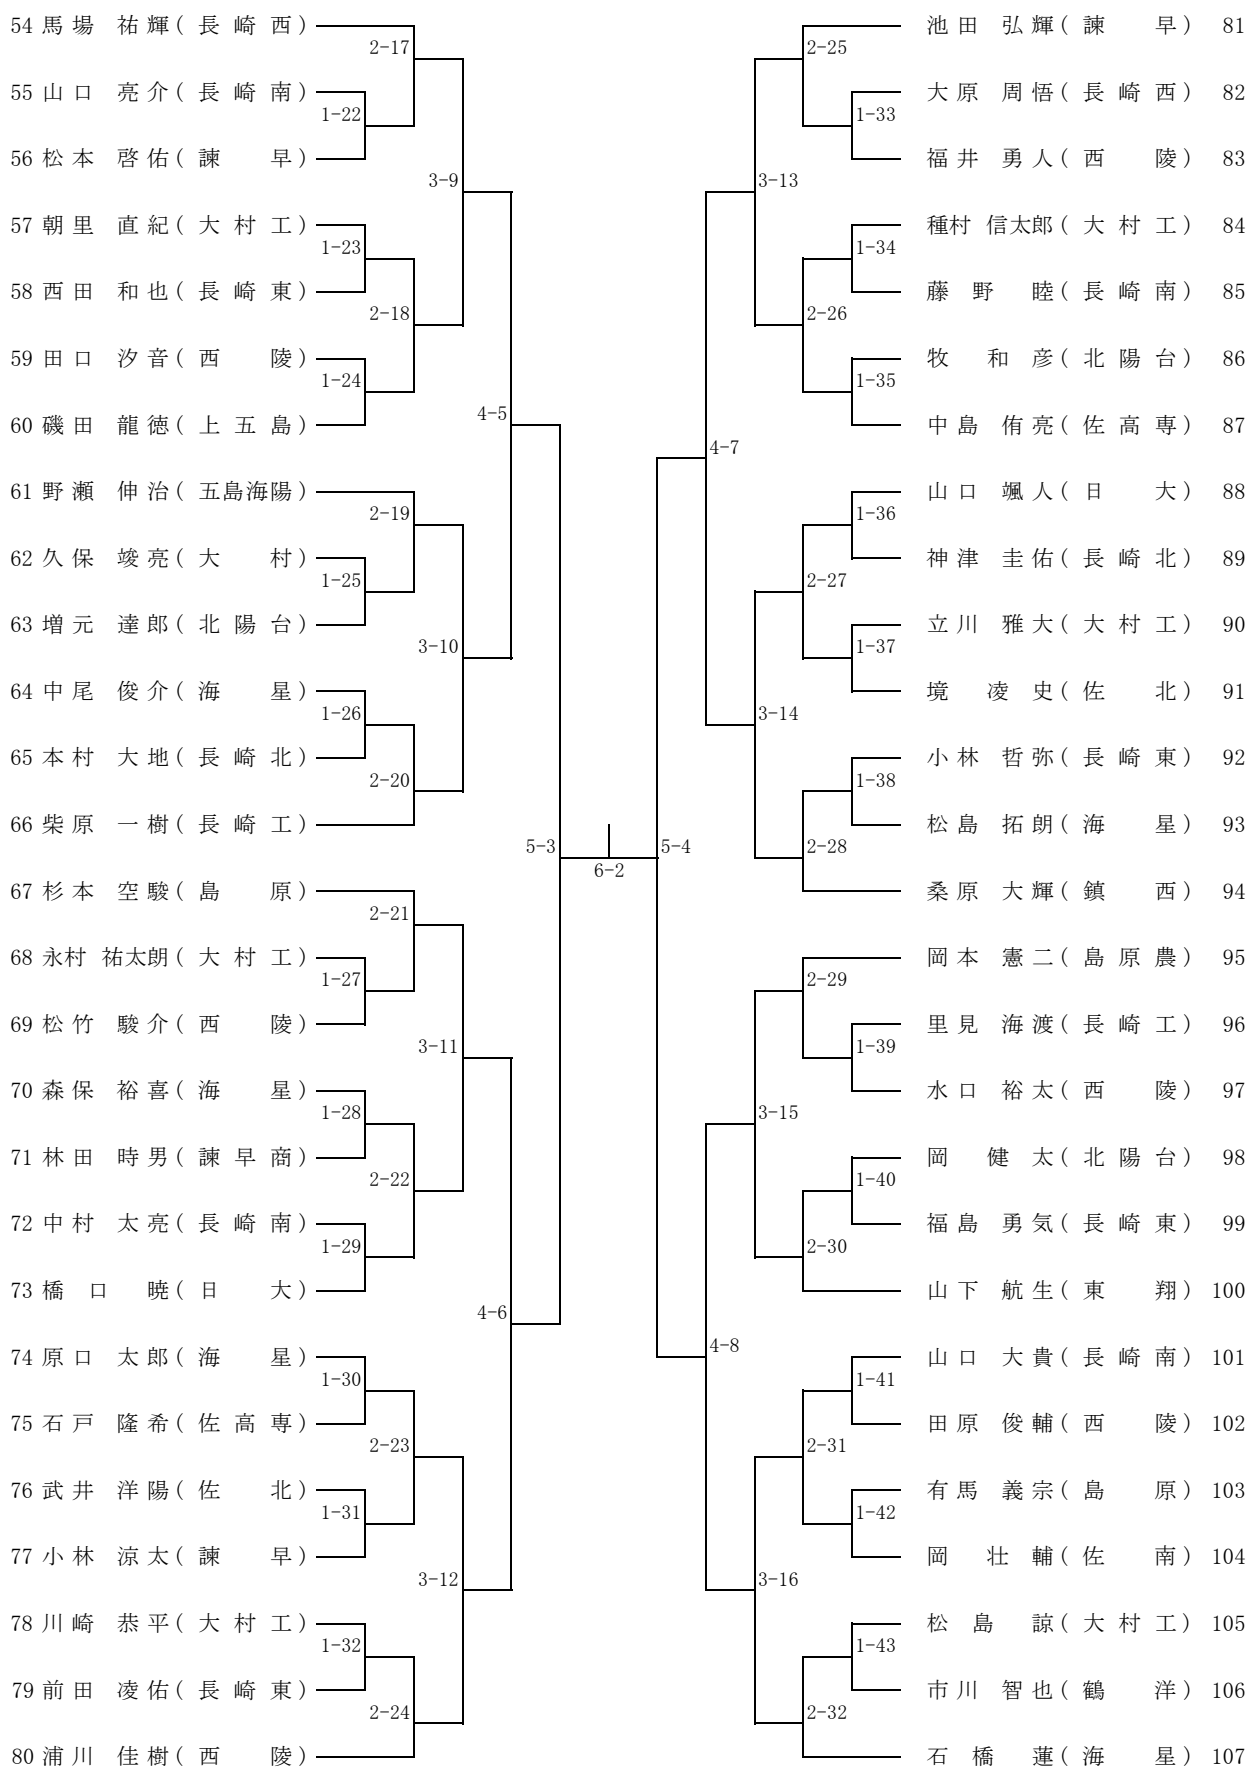 54 馬場 祐輝(長崎西)
2-17
55 山口 亮介(長崎南)
1-22
56 松本 啓佑(諫 早)
3-9
57 朝里 直紀(大村工)
1-23
58 西田 和也(長崎東)
2-18
59 田口 汐音(西 陵)
1-24
60 磯田 龍徳(上五島)
4-5
61 野瀬 伸治(五島海陽)
2-19
62 久保 竣亮(大 村)
1-25
63 増元 達郎(北陽台)
3-10
64 中尾 俊介(海 星)
1-26
65 本村 大地(長崎北)
2-20
66 柴原 一樹(長崎工)
5-3
67 杉本 空駿(島 原)
2-21
68 永村 祐太朗(大村工)
1-27
69 松竹 駿介(西 陵)
3-11
70 森保 裕喜(海 星)
1-28
71 林田 時男(諫早商)
2-22
72 中村 太亮(長崎南)
1-29
73 橋口 暁(日 大)
4-6
74 原口 太郎(海 星)
1-30
75 石戸 隆希(佐高専)
2-23
76 武井 洋陽(佐 北)
1-31
77 小林 涼太(諫 早)
3-12
78 川崎 恭平(大村工)
1-32
79 前田 凌佑(長崎東)
2-24
80 浦川 佳樹(西 陵)
6-2
池田 弘輝(諫 早) 81
2-25
大原 周悟(長崎西) 82
1-33
福井 勇人(西 陵) 83
3-13
種村 信太郎(大村工) 84
1-34
藤野 睦(長崎南) 85
2-26
牧 和彦(北陽台) 86
1-35
中島 侑亮(佐高専) 87
4-7
山口 颯人(日 大) 88
1-36
神津 圭佑(長崎北) 89
2-27
立川 雅大(大村工) 90
1-37
境 凌史(佐 北) 91
3-14
小林 哲弥(長崎東) 92
1-38
松島 拓朗(海 星) 93
2-28
5-4
桑原 大輝(鎮 西) 94
岡本 憲二(島原農) 95
2-29
里見 海渡(長崎工) 96
1-39
水口 裕太(西 陵) 97
3-15
岡 健太(北陽台) 98
1-40
福島 勇気(長崎東) 99
2-30
山下 航生(東 翔) 100
4-8
山口 大貴(長崎南) 101
1-41
田原 俊輔(西 陵) 102
2-31
有馬 義宗(島 原) 103
1-42
岡 壮輔(佐 南) 104
3-16
松島 諒(大村工) 105
1-43
市川 智也(鶴 洋) 106
2-32
石橋 蓮(海 星) 107